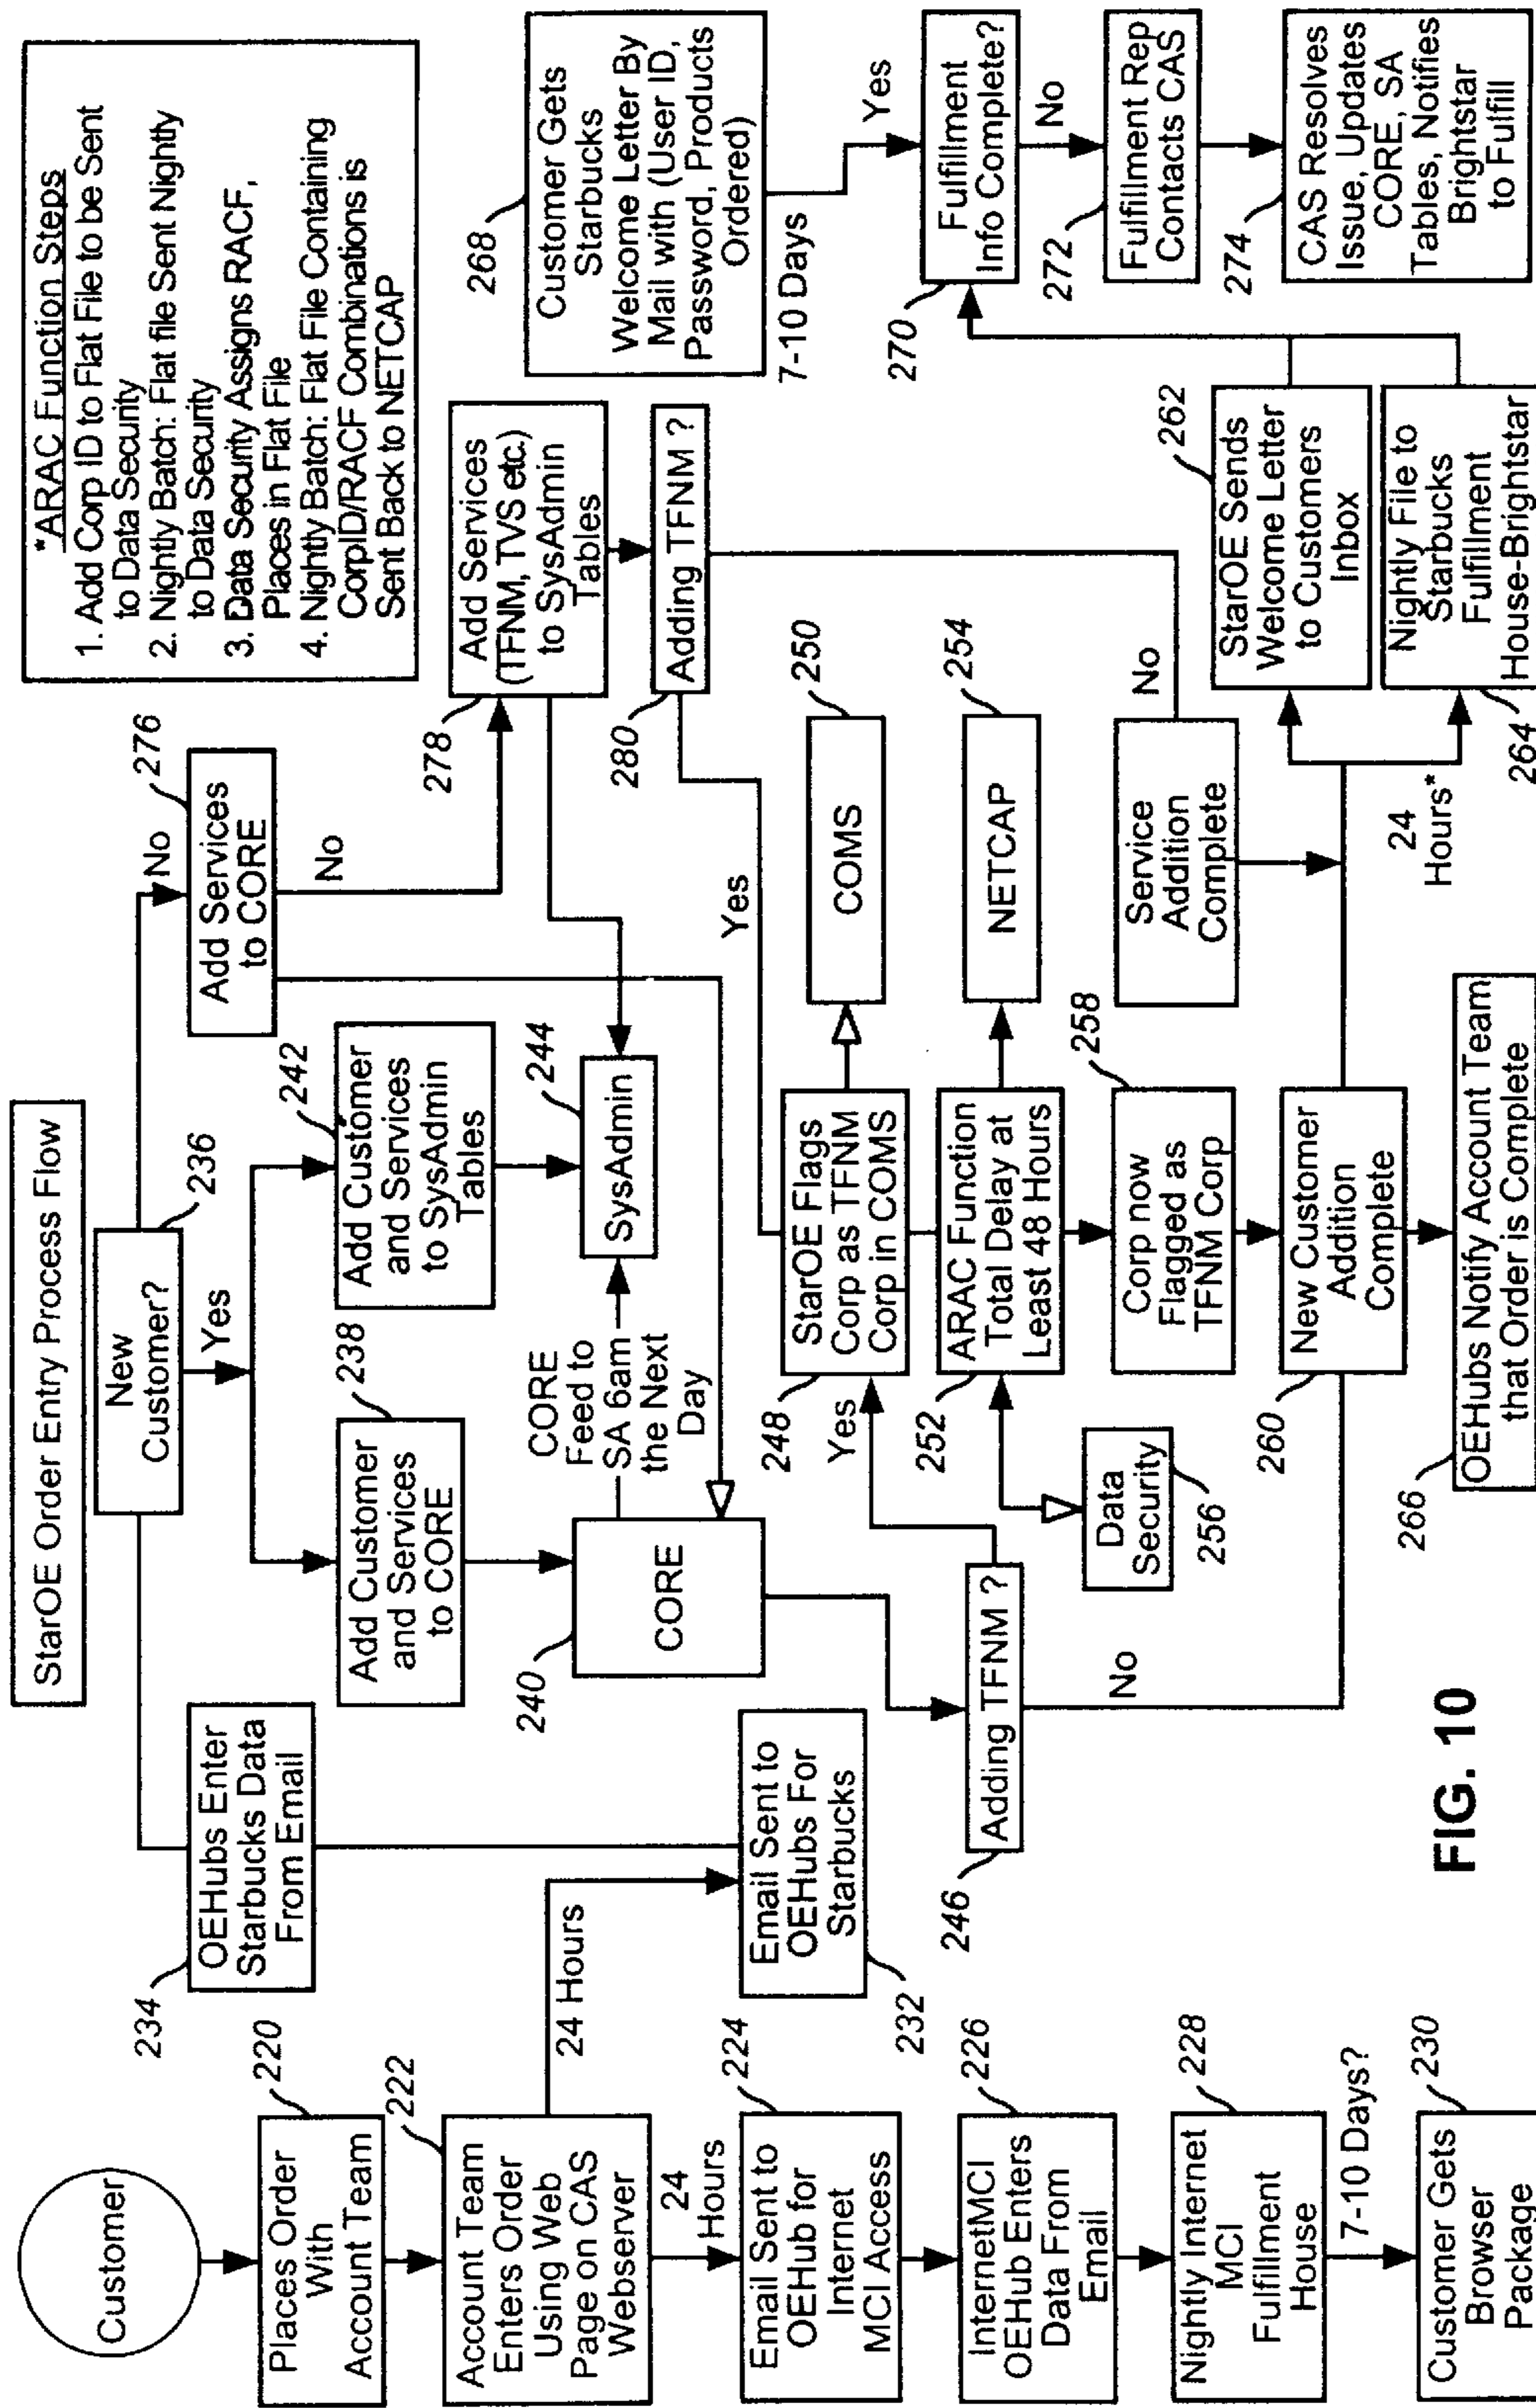 StarOE Order Entry Process Flow
Customer
220
Places Order
With
Account Team
222
Account Team
Enters Order
Using Web
Page on CAS
Webserver
24 Hours
24
Hours
224
Email Sent to
OEHub for
Internet
MCI Access
226
InternetMCI
OEHub Enters
Data From
Email
228
Nightly Internet
MCI
Fulfillment
House
7-10 Days?
230
Customer Gets
Browser
Package
232
Email Sent to
OEHubs For
Starbucks
234
OEHubs Enter
Starbucks Data
From Email
236
New
Customer?
Yes
No
238
Add Customer
and Services
to CORE
240
CORE
CORE
Feed to
SA 6am
the Next
Day
242
Add Customer
and Services
to SysAdmin
Tables
244
SysAdmin
246
Adding TFNM ?
Yes
No
248
StarOE Flags
Corp as TFNM
Corp in COMS
250
COMS
252
ARAC Function
Total Delay at
Least 48 Hours
254
NETCAP
Data
Security
256
258
Corp now
Flagged as
TFNM Corp
260
New Customer
Addition
Complete
266
OEHubs Notify Account Team
that Order is Complete
276
Add Services
to CORE
No
278
Add Services
(TFNM, TVS etc.)
to SysAdmin
Tables
280
Adding TFNM ?
Yes
No
Service
Addition
Complete
24
Hours*
262
StarOE Sends
Welcome Letter
to Customers
Inbox
264
Nightly File to
Starbucks
Fulfillment
House-Brightstar
*ARAC Function Steps
1. Add Corp ID to Flat File to be Sent
to Data Security
2. Nightly Batch: Flat file Sent Nightly
to Data Security
3. Data Security Assigns RACF,
Places in Flat File
4. Nightly Batch: Flat File Containing
CorpID/RACF Combinations is
Sent Back to NETCAP
268
Customer Gets
Starbucks
Welcome Letter By
Mail with (User ID,
Password, Products
Ordered)
7-10 Days
Yes
270
Fulfillment
Info Complete?
No
272
Fulfillment Rep
Contacts CAS
274
CAS Resolves
Issue, Updates
CORE, SA
Tables, Notifies
Brightstar
to Fulfill
FIG. 10